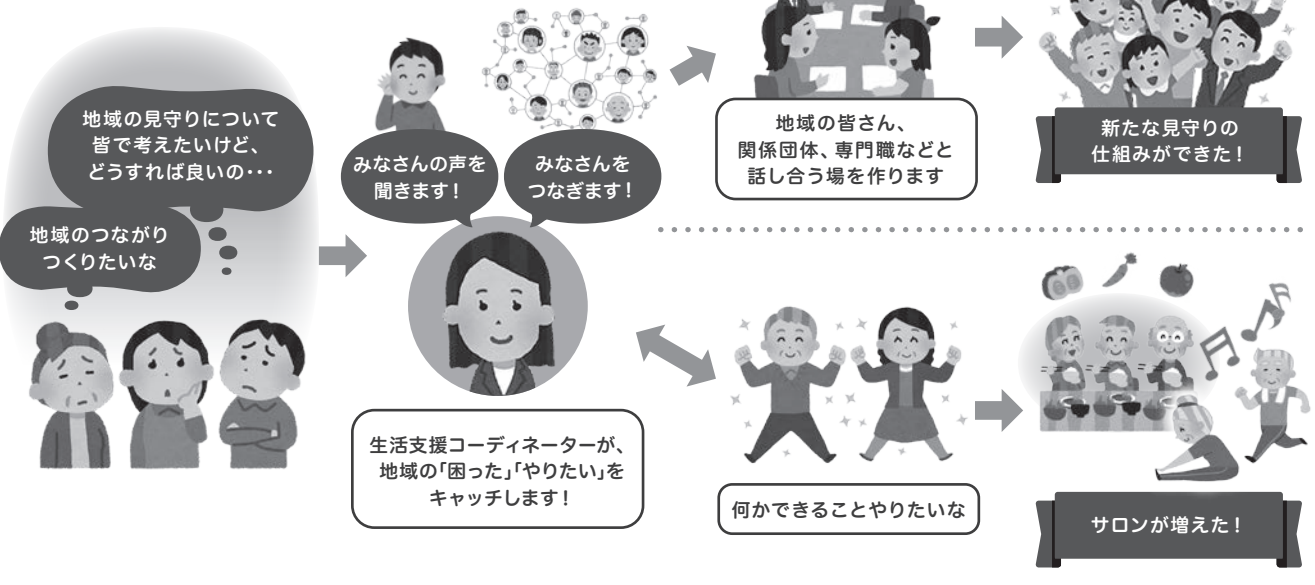 地域の見守りについて
皆で考えたいけど、
どうすれば良いの･･･
地域のつながり
つくりたいな
みなさんの声を
聞きます！
みなさんを
つなぎます！
生活支援コーディネーターが、
地域の「困った」「やりたい」を
キャッチします！
地域の皆さん、
関係団体、専門職などと
話し合う場を作ります
新たな見守りの
仕組みができた！
何かできることやりたいな
サロンが増えた！